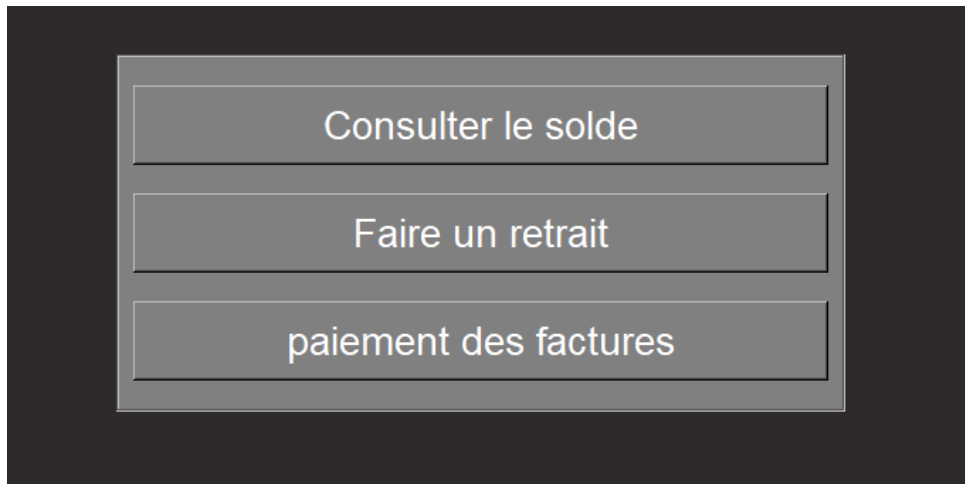 Consulter le solde
Faire un retrait
paiement des factures